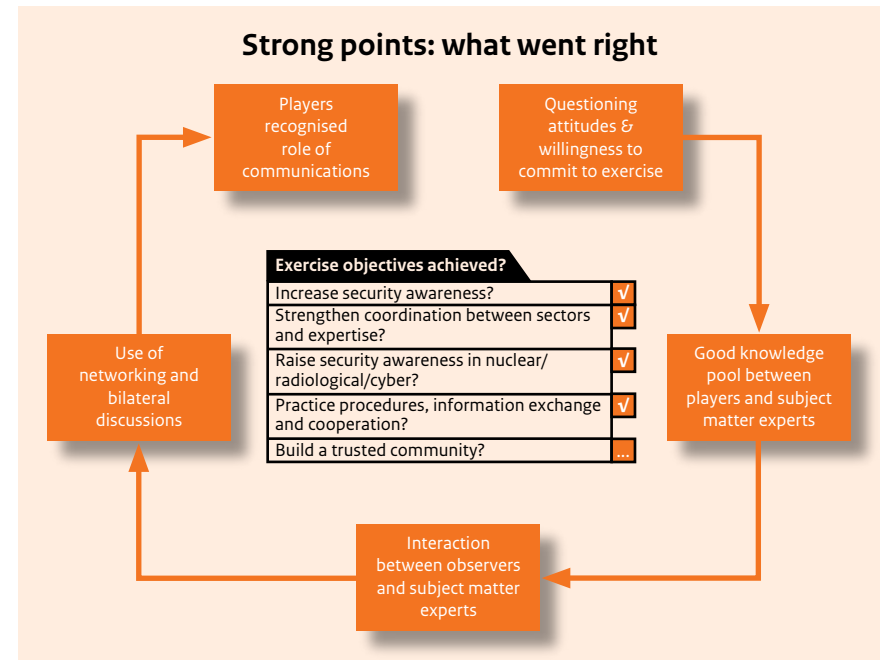 Strong points: what went right
Players
recognised
role of
communications
Questioning
attitudes &
willingness to
commit to exercise
Exercise objectives achieved?
Increase security awareness? √
Strengthen coordination between sectors √
and expertise?
Raise security awareness in nuclear/ √
radiological/cyber?
Practice procedures, information exchange √
and cooperation?
Build a trusted community? ...
Use of
networking and
bilateral
discussions
Good knowledge
pool between
players and subject
matter experts
Interaction
between observers
and subject matter
experts